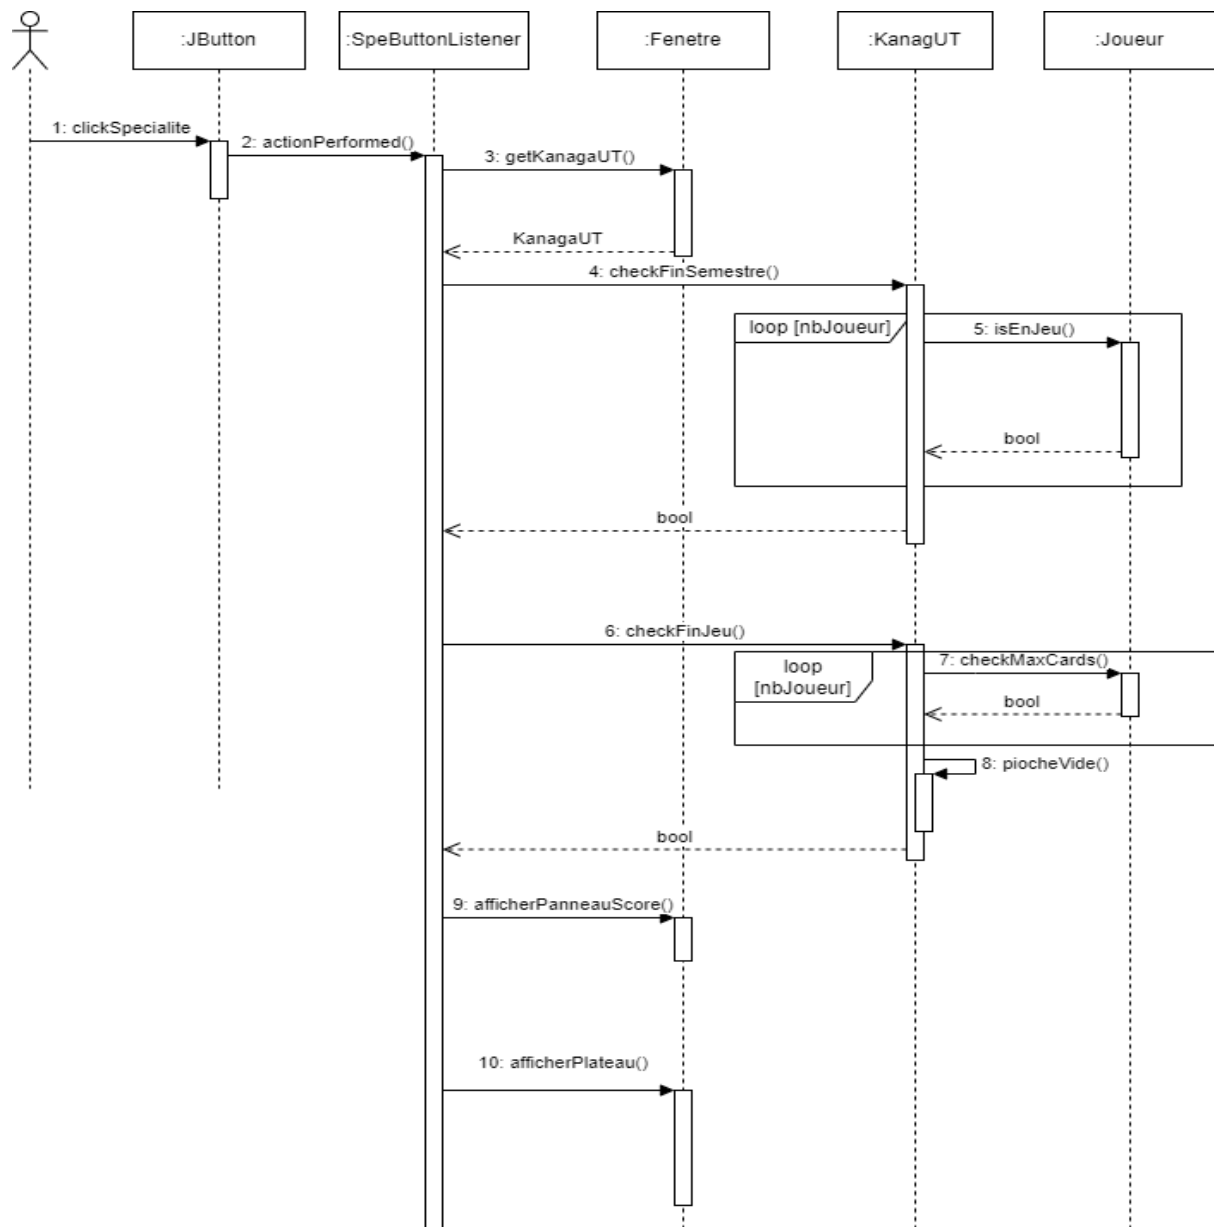 :JButton
:SpeButtonListener
:Fenetre
:KanagUT
:Joueur
1: clickSpecialite
2: actionPerformed()
3: getKanagaUT()
KanagaUT
4: checkFinSemestre()
loop [nbJoueur]
5: isEnJeu()
bool
bool
6: checkFinJeu()
loop
[nbJoueur]
7: checkMaxCards()
bool
8: piocheVide()
bool
9: afficherPanneauScore()
10: afficherPlateau()